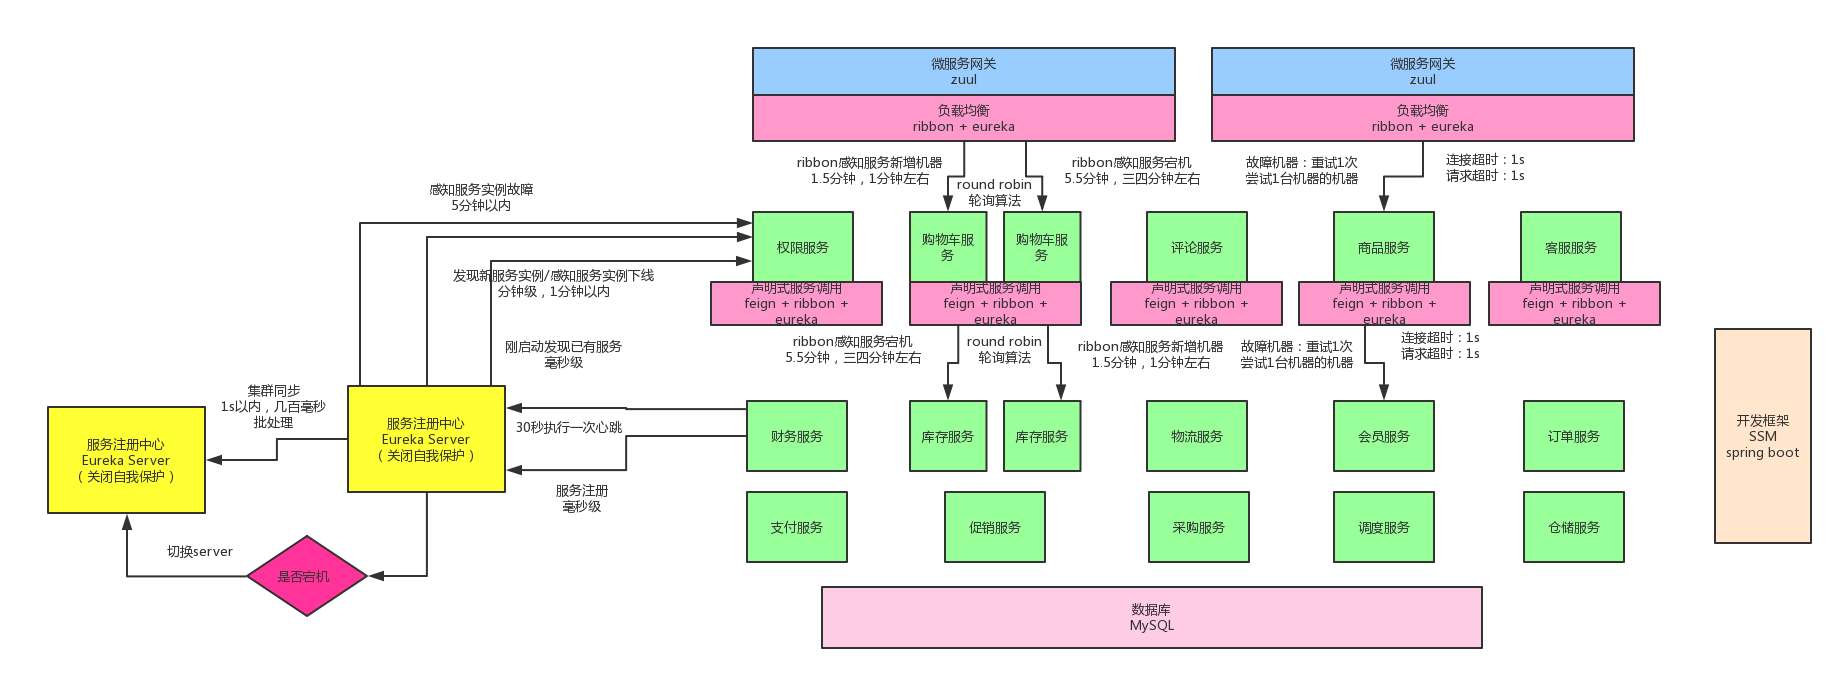 微服务网关
zuul
负载均衡
ribbon + eureka
微服务网关
zuul
负载均衡
ribbon + eureka
ribbon感知服务新增机器
1.5分钟，1分钟左右
round robin
轮询算法
ribbon感知服务宕机
5.5分钟，三四分钟左右
故障机器：重试1次
尝试1台机器的机器
连接超时：1s
请求超时：1s
感知服务实例故障
5分钟以内
权限服务
购物车服
务
购物车服
务
评论服务
商品服务
客服服务
发现新服务实例/感知服务实例下线
分钟级，1分钟以内
声明式服务调用
feign + ribbon +
eureka
声明式服务调用
feign + ribbon +
eureka
声明式服务调用
feign + ribbon +
eureka
声明式服务调用
feign + ribbon +
eureka
声明式服务调用
feign + ribbon +
eureka
刚启动发现已有服务
毫秒级
ribbon感知服务宕机
5.5分钟，三四分钟左右
round robin
轮询算法
ribbon感知服务新增机器
1.5分钟，1分钟左右
故障机器：重试1次
尝试1台机器的机器
连接超时：1s
请求超时：1s
集群同步
1s以内，几百毫秒
批处理
服务注册中心
Eureka Server
（关闭自我保护）
服务注册中心
Eureka Server
（关闭自我保护）
30秒执行一次心跳
服务注册
毫秒级
财务服务
库存服务
库存服务
物流服务
会员服务
订单服务
开发框架
SSM
spring boot
支付服务
促销服务
采购服务
调度服务
仓储服务
切换server
是否宕机
数据库
MySQL